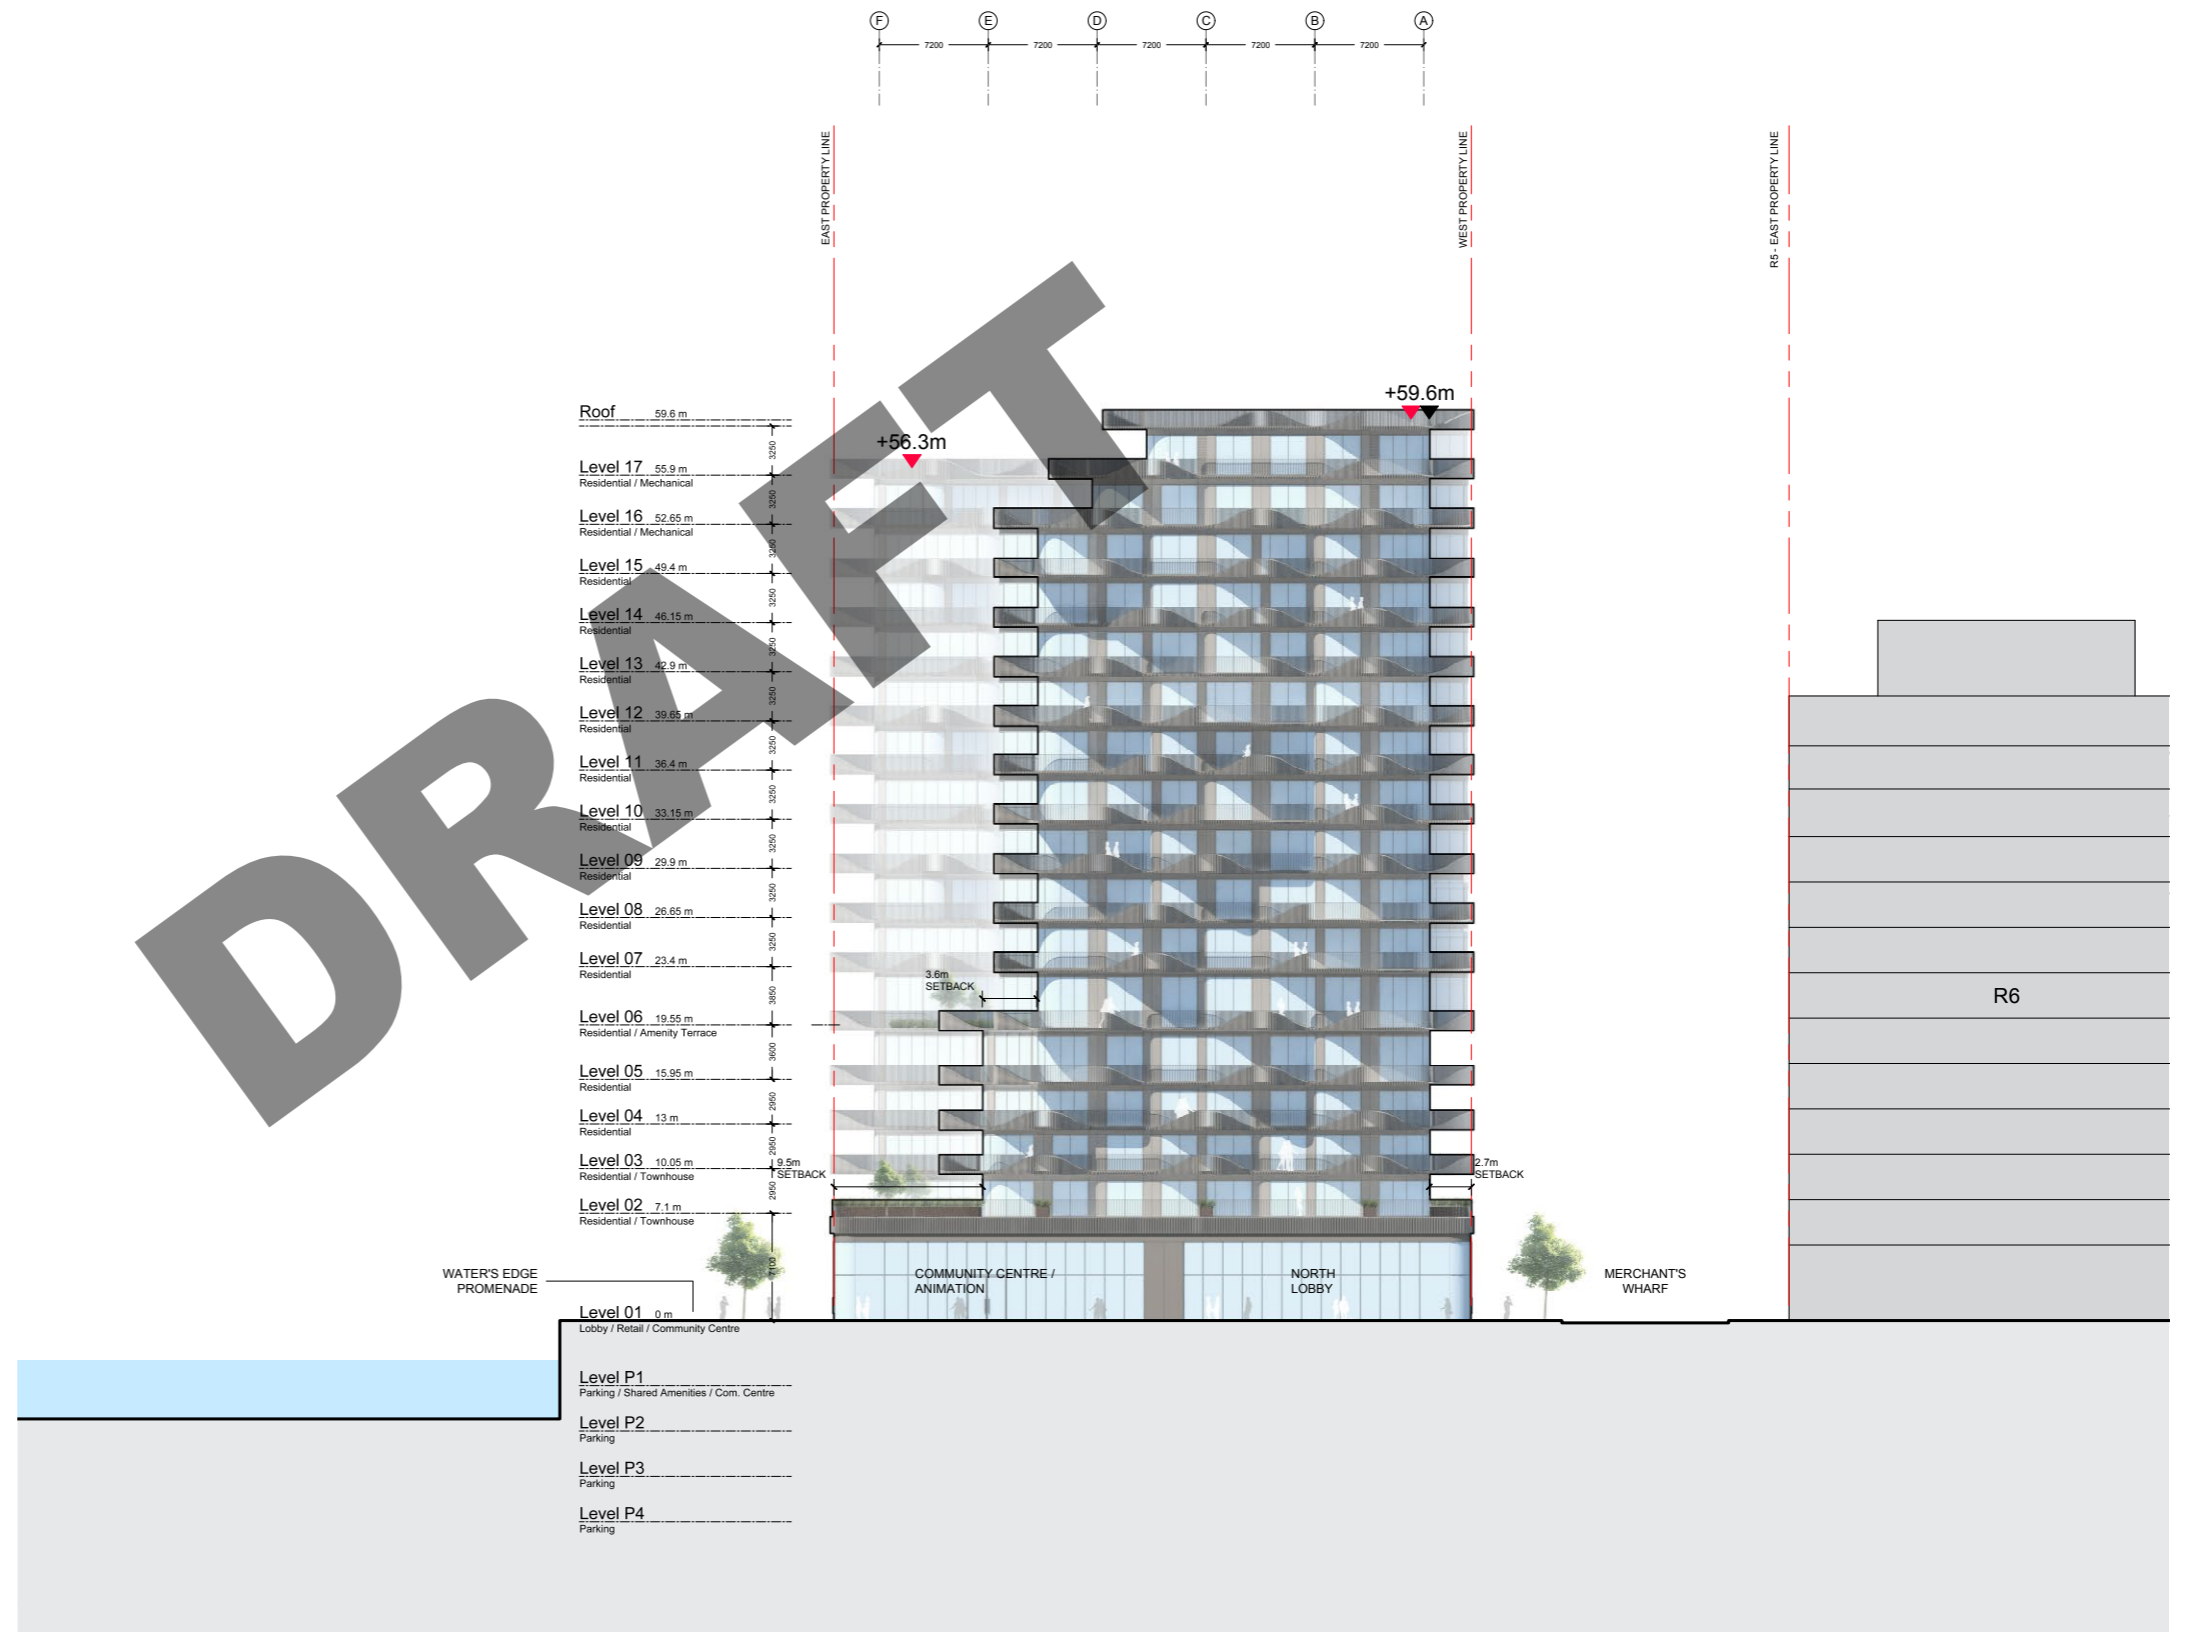 F E D C B A
7200 7200 7200 7200 7200
EAST PROPERTY LINE
WEST PROPERTY LINE
R5 - EAST PROPERTY LINE
DRAFT
+59.6m
+56.3m
Roof 59.6 m
3250
Level 17 55.9 m
Residential / Mechanical
3250
Level 16 52.65 m
Residential / Mechanical
3250
Level 15 49.4 m
Residential
3250
Level 14 46.15 m
Residential
3250
Level 13 42.9 m
Residential
3250
Level 12 39.65 m
Residential
3250
Level 11 36.4 m
Residential
3250
Level 10 33.15 m
Residential
3250
Level 09 29.9 m
Residential
3250
Level 08 26.65 m
Residential
3250
Level 07 23.4 m
Residential
3850
3.6m
SETBACK
R6
Level 06 19.55 m
Residential / Amenity Terrace
3600
Level 05 15.95 m
Residential
2950
Level 04 13 m
Residential
2950
Level 03 10.05 m
Residential / Townhouse
9.5m
SETBACK
2.7m
SETBACK
2950
Level 02 7.1 m
Residential / Townhouse
7100
WATER'S EDGE
PROMENADE
COMMUNITY CENTRE /
ANIMATION
NORTH
LOBBY
MERCHANT'S
WHARF
Level 01 0 m
Lobby / Retail / Community Centre
Level P1
Parking / Shared Amenities / Com. Centre
Level P2
Parking
Level P3
Parking
Level P4
Parking